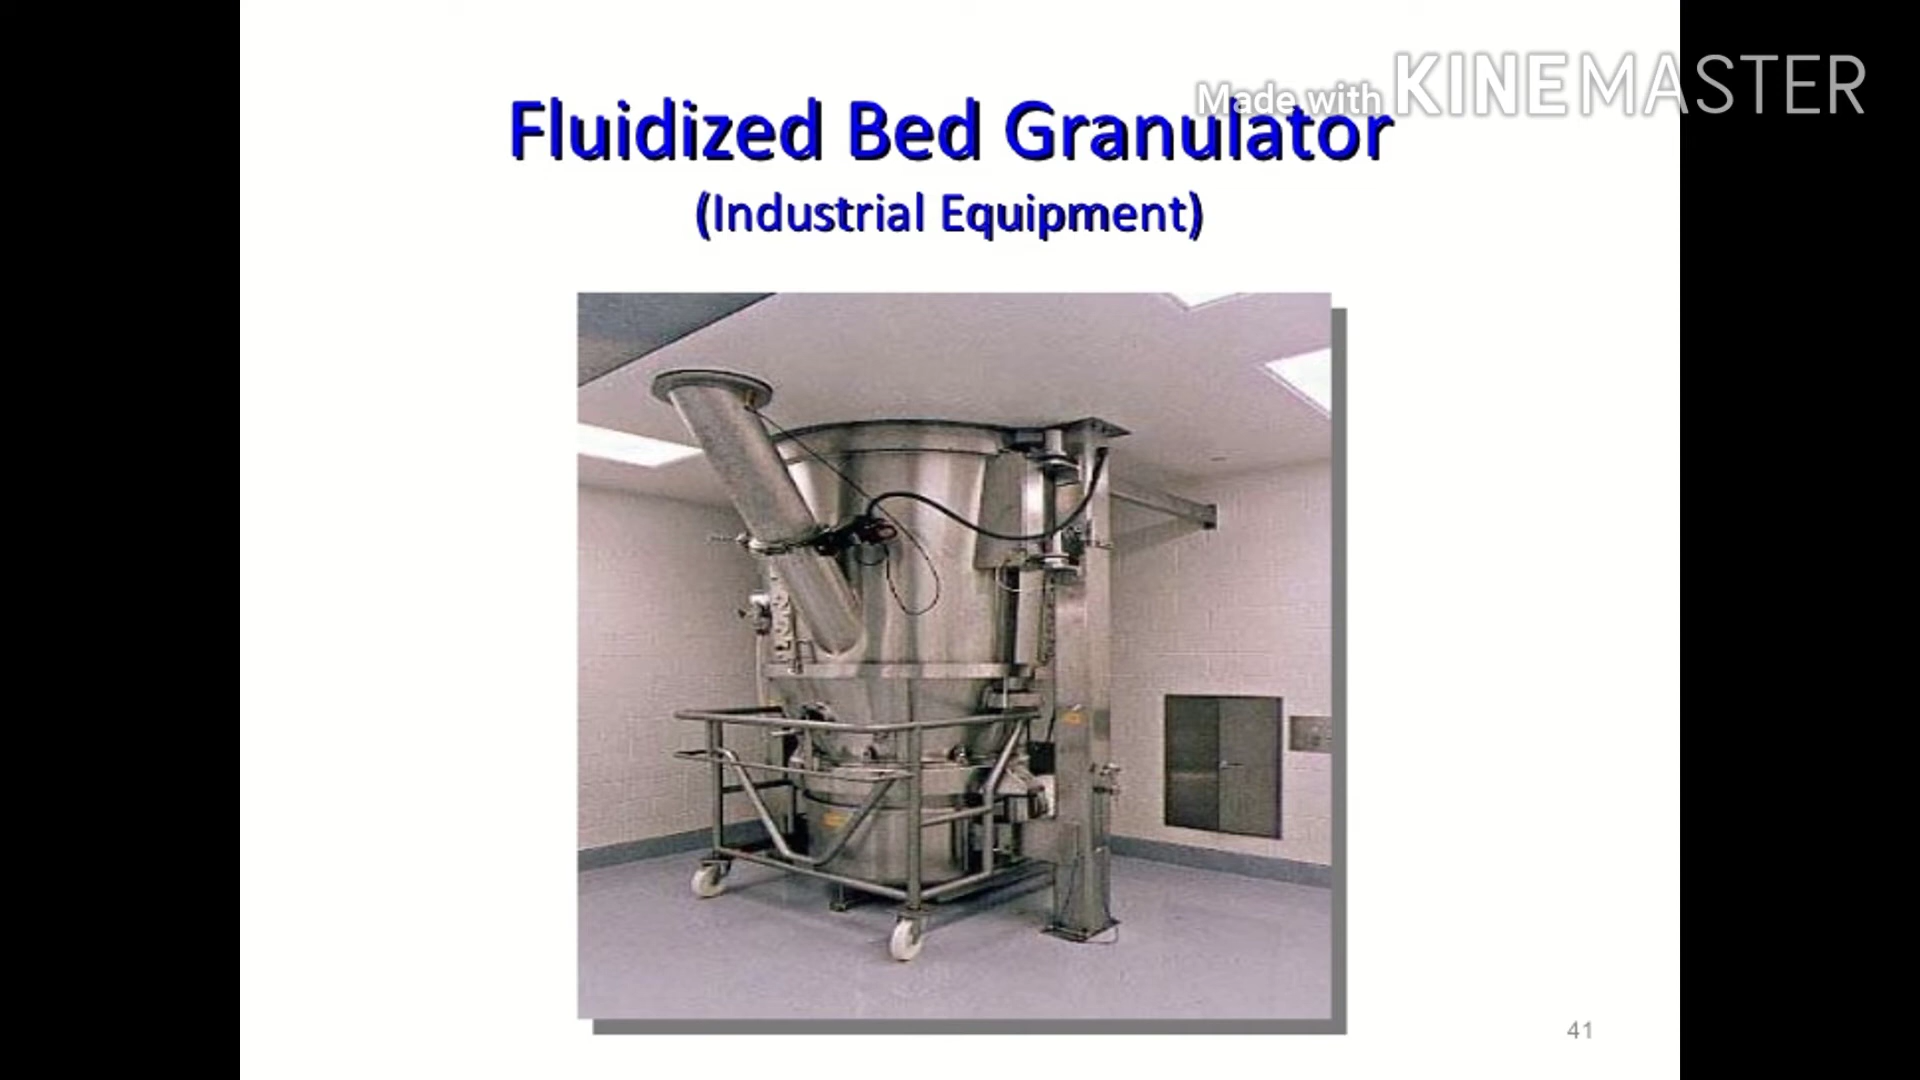 Made with KINEMASTER
Fluidized Bed Granulator
(Industrial Equipment)
41